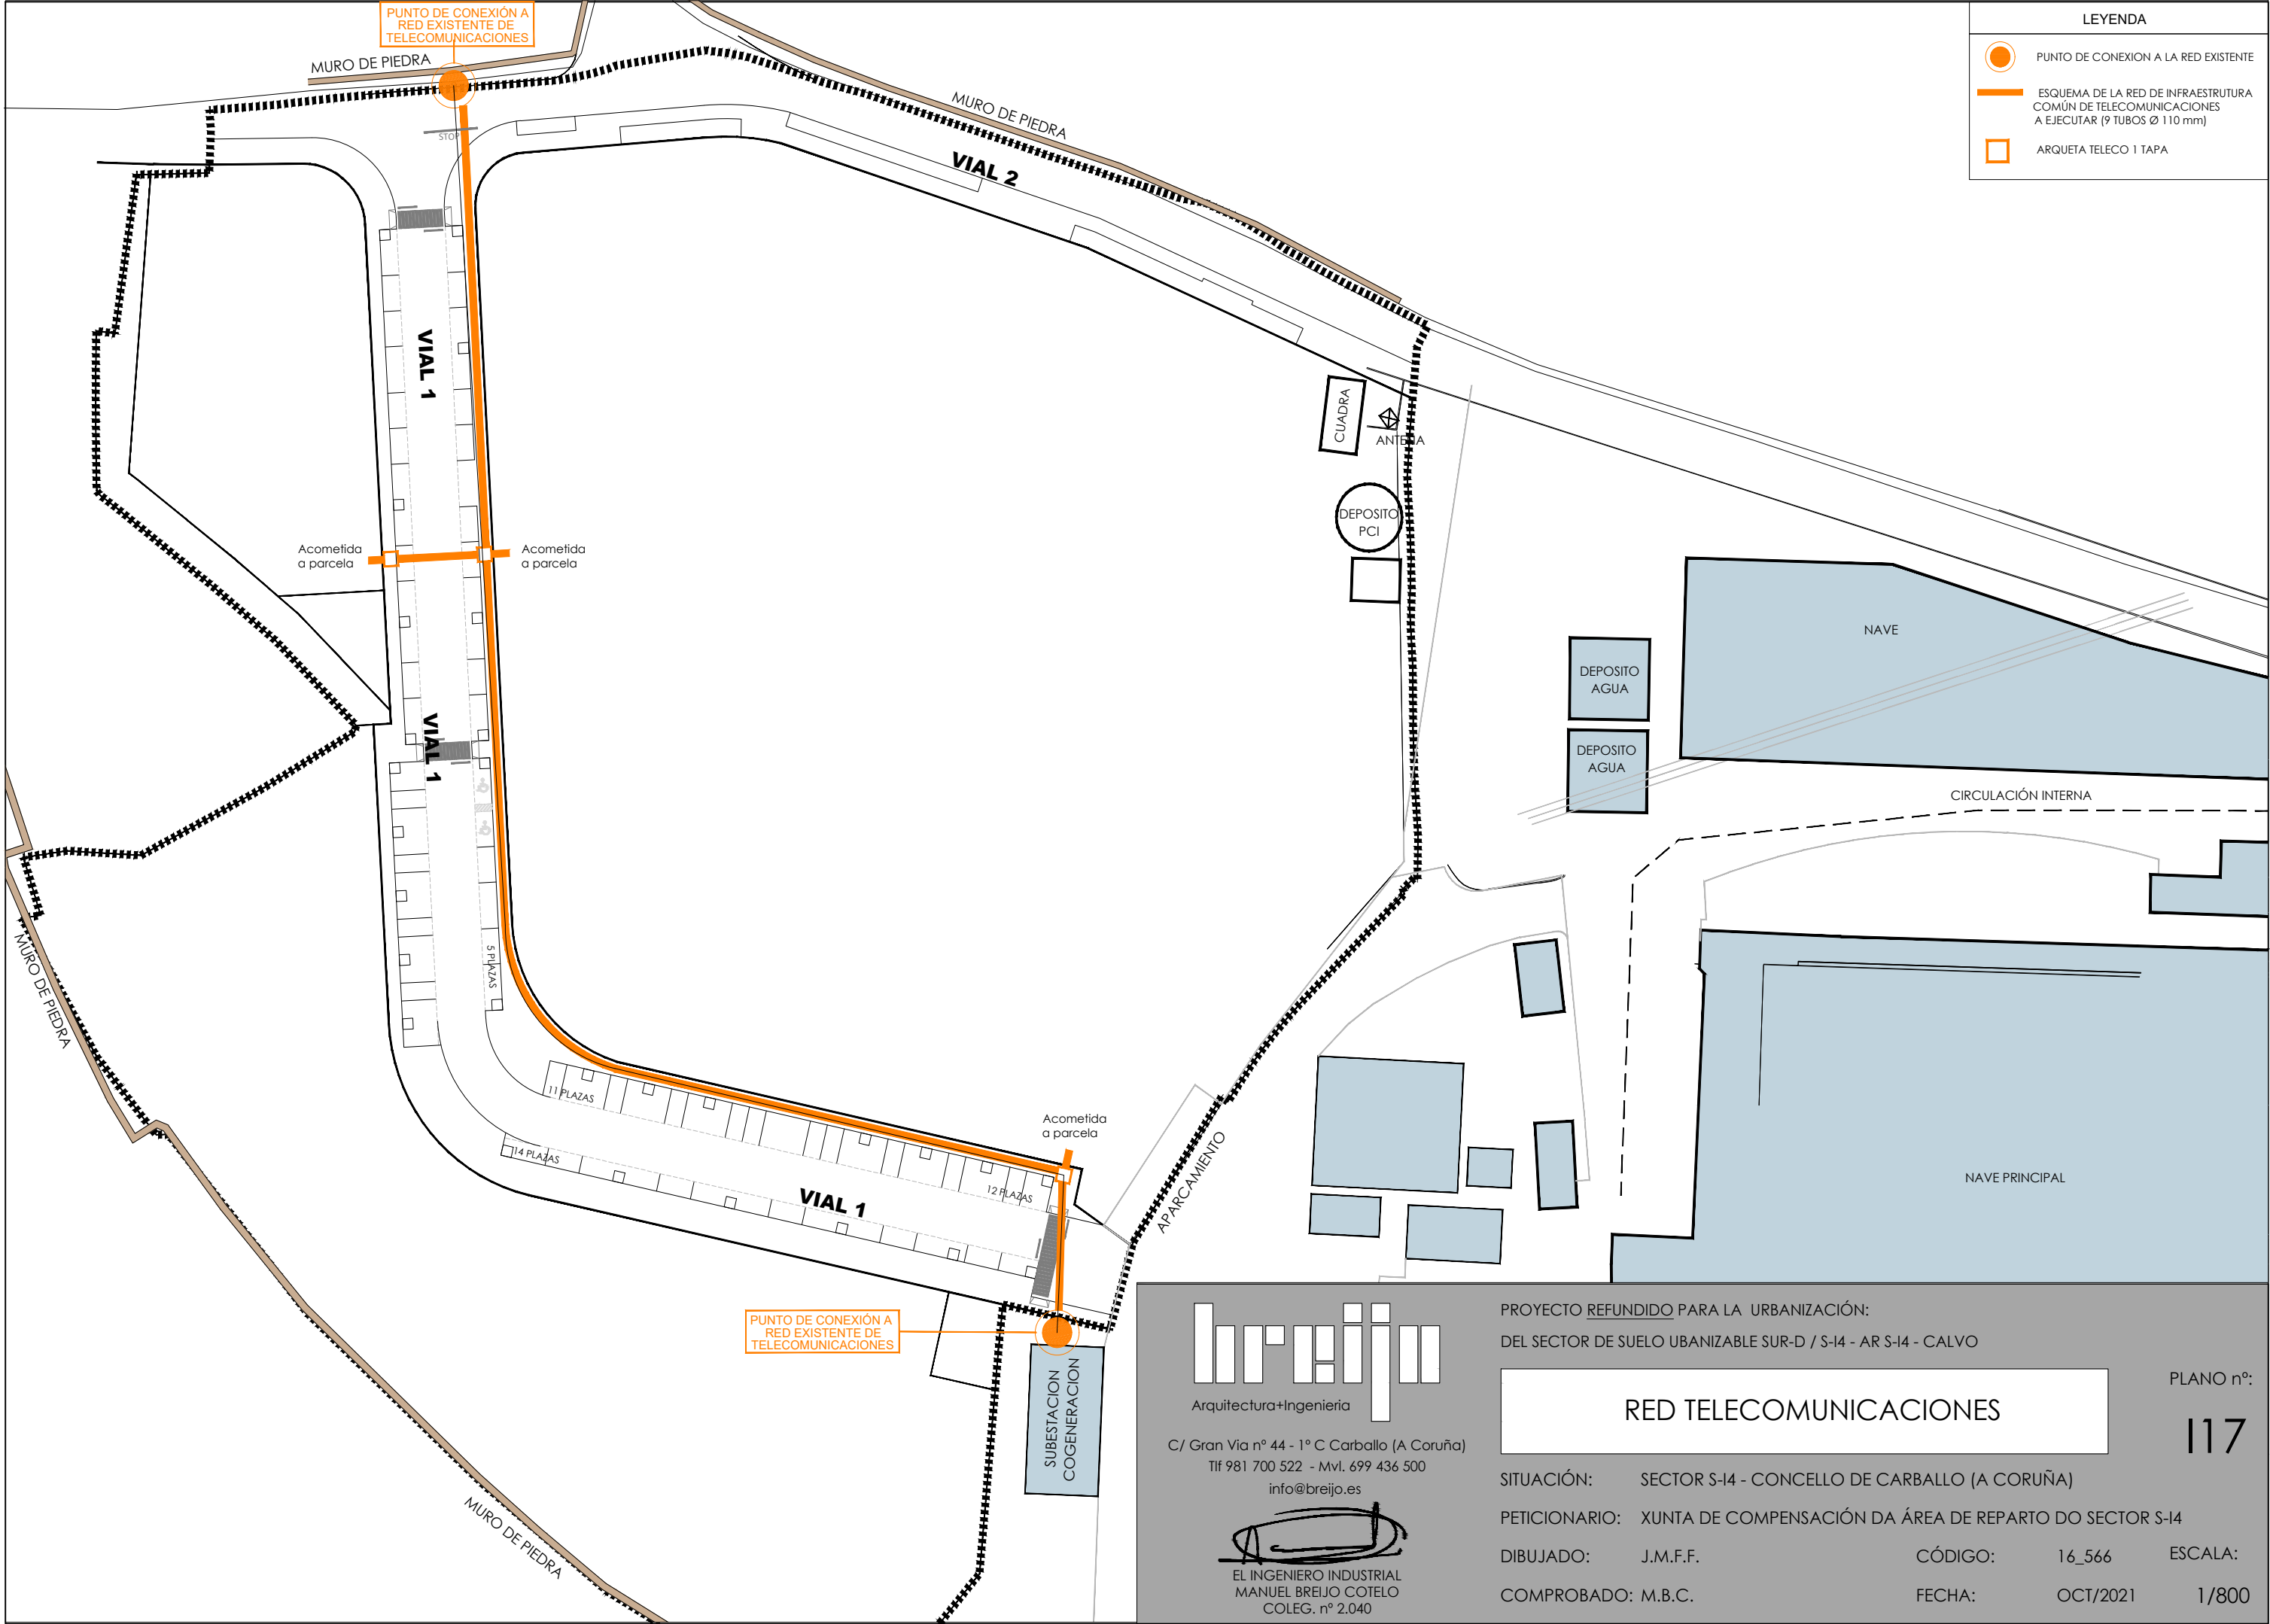 PUNTO DE CONEXIÓN A
RED EXISTENTE DE
TELECOMUNICACIONES
MURO DE PIEDRA
STOP
MURO DE PIEDRA
VIAL 2
LEYENDA
PUNTO DE CONEXION A LA RED EXISTENTE
ESQUEMA DE LA RED DE INFRAESTRUTURA
COMÚN DE TELECOMUNICACIONES
A EJECUTAR (9 TUBOS Ø 110 mm)
ARQUETA TELECO 1 TAPA
VIAL 1
CUADRA
ANTENA
DEPOSITO
PCI
Acometida
a parcela
Acometida
a parcela
NAVE
DEPOSITO
AGUA
DEPOSITO
AGUA
VIAL 1
CIRCULACIÓN INTERNA
5 PLAZAS
MURO DE PIEDRA
11 PLAZAS
14 PLAZAS
12 PLAZAS
VIAL 1
Acometida
a parcela
APARCAMIENTO
NAVE PRINCIPAL
PUNTO DE CONEXIÓN A
RED EXISTENTE DE
TELECOMUNICACIONES
SUBESTACION
COGENERACION
MURO DE PIEDRA
breijo
Arquitectura+Ingenieria
C/ Gran Via nº 44 - 1º C Carballo (A Coruña)
Tlf 981 700 522 - Mvl. 699 436 500
info@breijo.es
EL INGENIERO INDUSTRIAL
MANUEL BREIJO COTELO
COLEG. nº 2.040
PROYECTO REFUNDIDO PARA LA URBANIZACIÓN:
DEL SECTOR DE SUELO UBANIZABLE SUR-D / S-I4 - AR S-I4 - CALVO
RED TELECOMUNICACIONES
PLANO nº:
I17
SITUACIÓN: SECTOR S-I4 - CONCELLO DE CARBALLO (A CORUÑA)
PETICIONARIO: XUNTA DE COMPENSACIÓN DA ÁREA DE REPARTO DO SECTOR S-I4
DIBUJADO: J.M.F.F. CÓDIGO: 16_566 ESCALA:
COMPROBADO: M.B.C. FECHA: OCT/2021 1/800